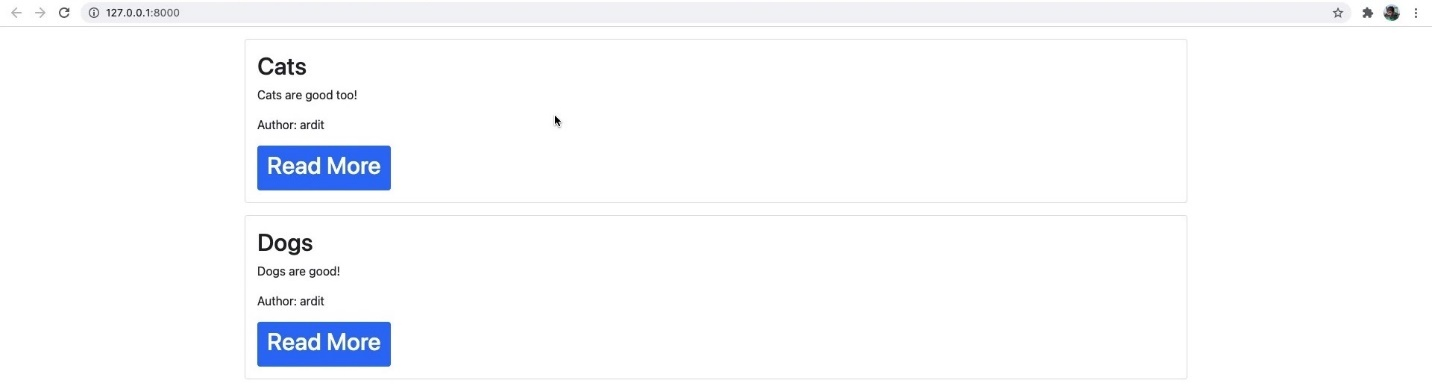 127.0.0.1:8000
Cats
Cats are good too!
Author: ardit
Read More
Dogs
Dogs are good!
Author: ardit
Read More